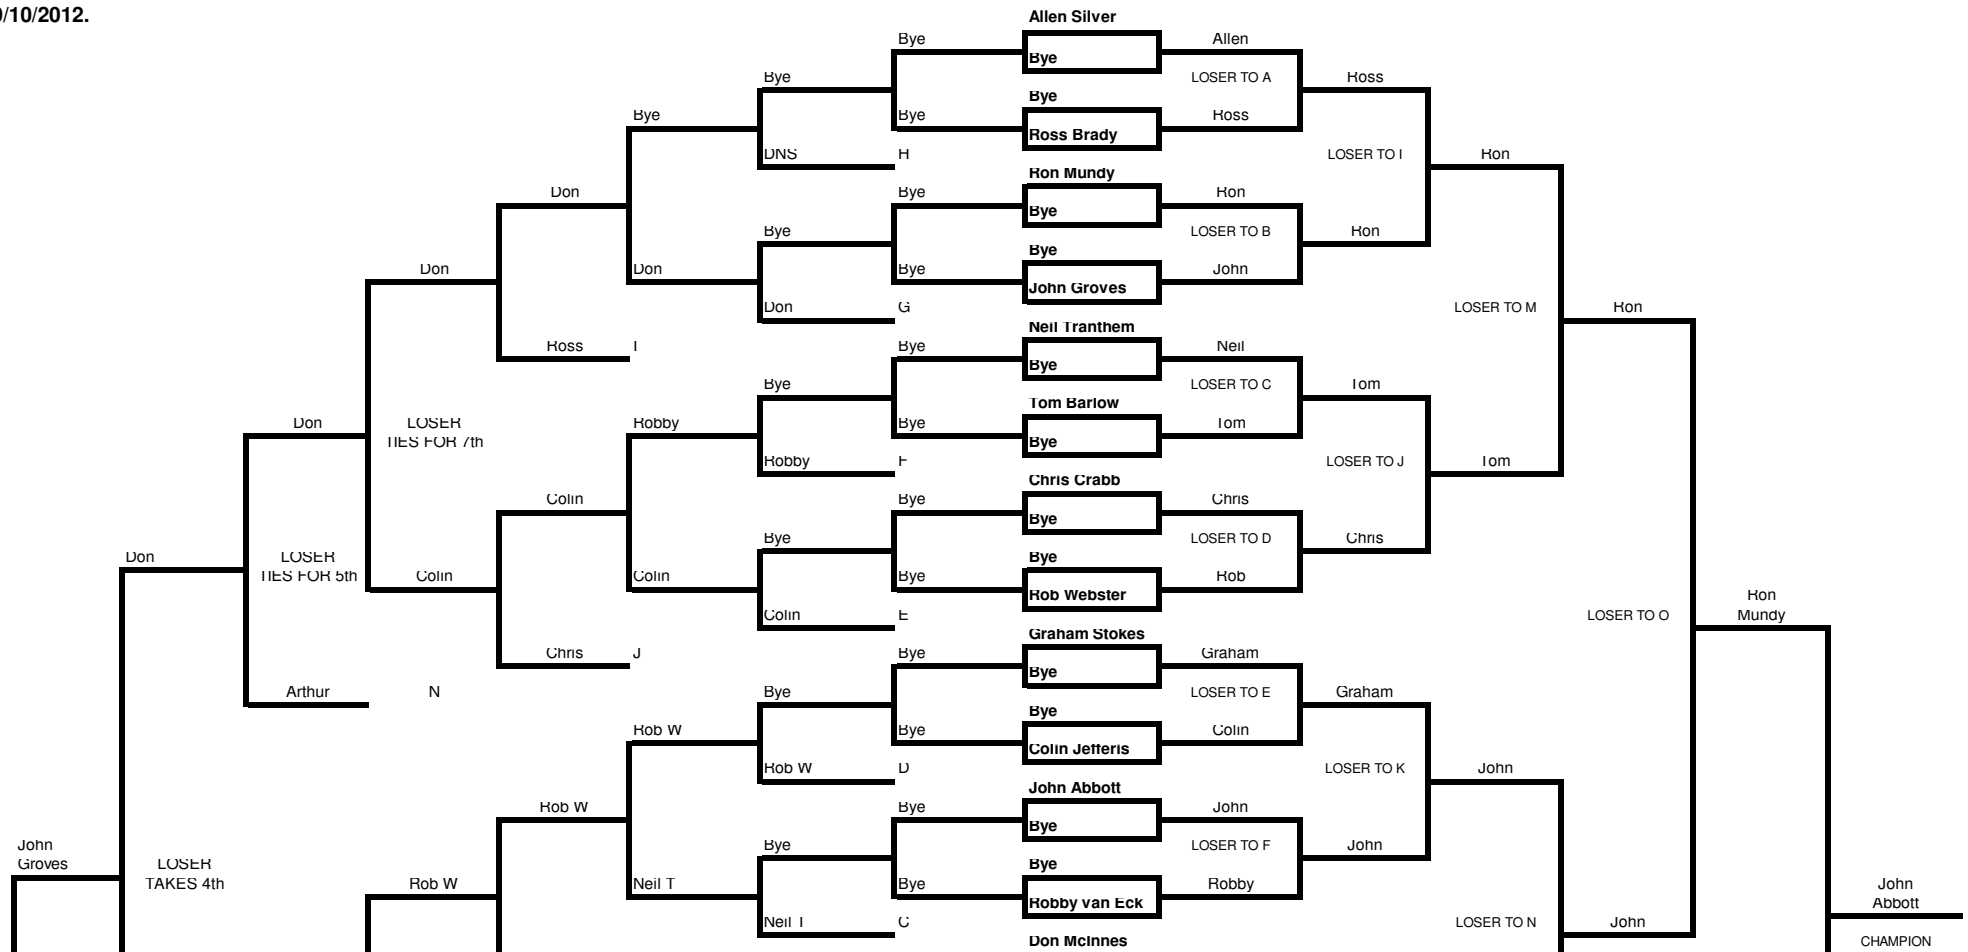 0/10/2012.
Allen Silver
Bye Allen
Bye
Bye LOSER TO A Ross
Bye
Bye Bye Ross
Ross Brady
DNS H LOSER TO I Ron
Ron Mundy
Don Bye Ron
Bye
Bye LOSER TO B Ron
Bye
Don Don Bye John
John Groves
Don G LOSER TO M Ron
Neil Tranthem
Ross I Bye Neil
Bye
Bye LOSER TO C Tom
Tom Barlow
Don LOSER Robby Bye Tom
TIES FOR 7th Bye
Robby F LOSER TO J Tom
Chris Crabb
Colin Bye Chris
Bye
Bye LOSER TO D Chris
Don LOSER Bye
TIES FOR 5th Colin Colin Bye Rob
Rob Webster
Ron
Colin E LOSER TO O Mundy
Graham Stokes
Chris J Bye Graham
Bye
Arthur N Bye LOSER TO E Graham
Bye
Rob W Bye Colin
Colin Jefferis
Rob W D LOSER TO K John
John Abbott
Rob W Bye John
Bye
John Bye LOSER TO F John
Groves LOSER Bye
TAKES 4th Rob W Neil T Bye Robby John
Robby van Eck Abbott
Neil T C LOSER TO N John
Don McInnes CHAMPION